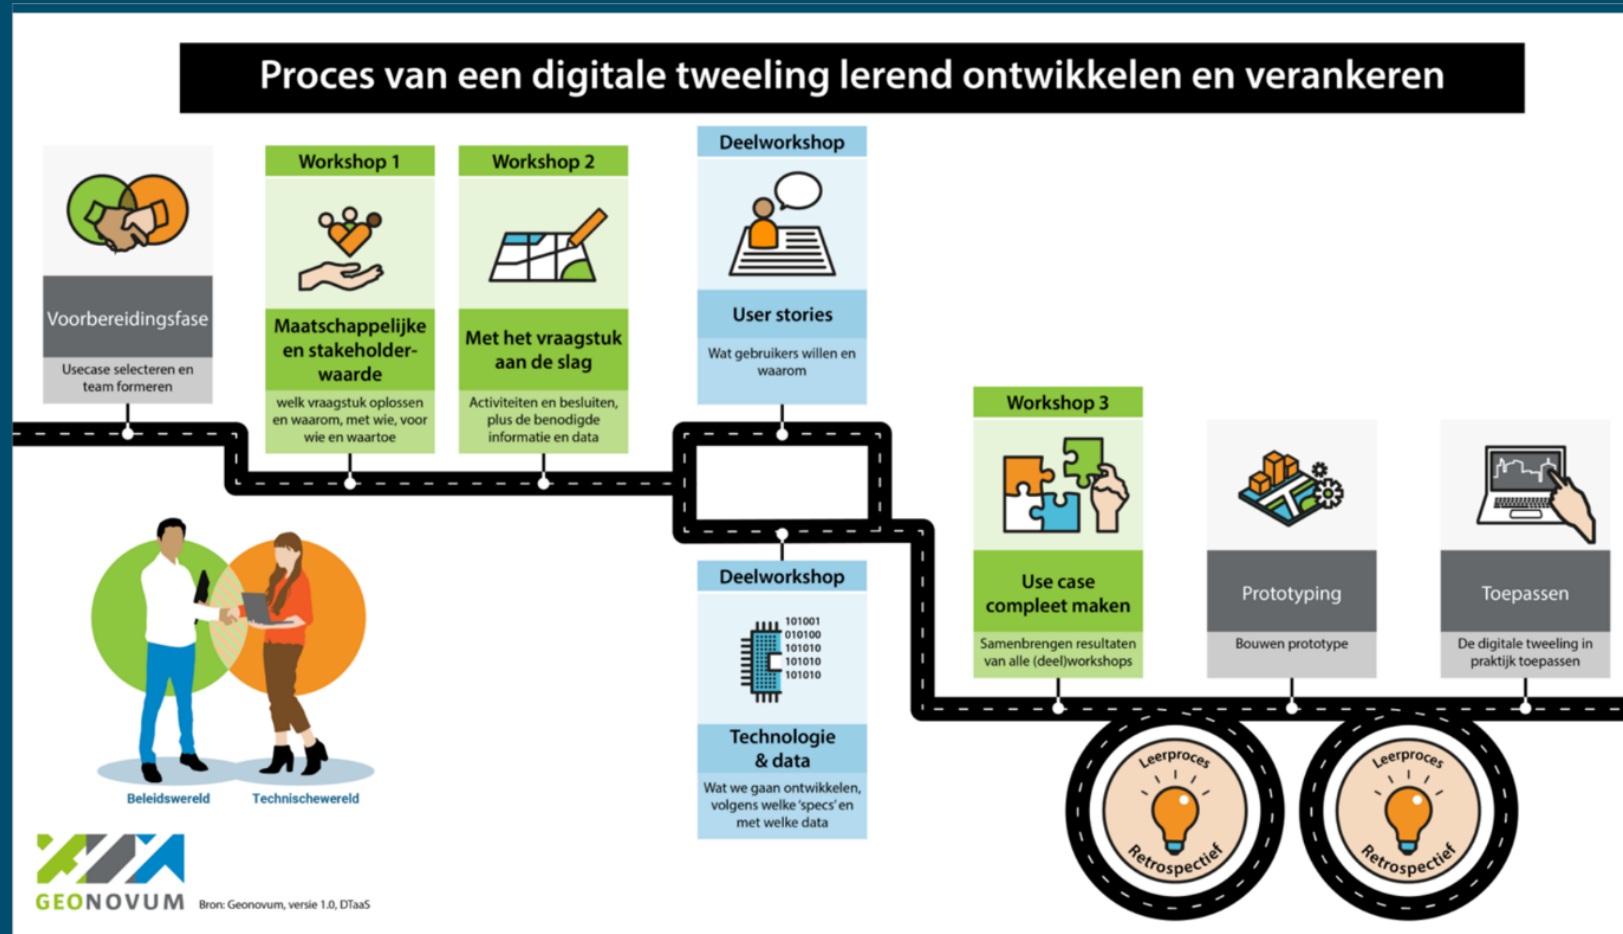 Proces van een digitale tweeling lerend ontwikkelen en verankeren
Voorbereidingsfase
Usecase selecteren en
team formeren
Workshop 1
Maatschappelijke
en stakeholder-
waarde
welk vraagstuk oplossen
en waarom, met wie, voor
wie en waartoe
Workshop 2
Met het vraagstuk
aan de slag
Activiteiten en besluiten,
plus de benodigde
informatie en data
Deelworkshop
User stories
Wat gebruikers willen en
waarom
Deelworkshop
101001
010100
101010
101010
101010
Technologie
& data
Wat we gaan ontwikkelen,
volgens welke 'specs' en
met welke data
Workshop 3
Use case
compleet maken
Samenbrengen resultaten
van alle (deel)workshops
Prototyping
Bouwen prototype
Toepassen
De digitale tweeling in
praktijk toepassen
Leerproces
Retrospectief
Leerproces
Retrospectief
Beleidswereld
Technischewereld
GEONOVUM
Bron: Geonovum, versie 1.0, DTaaS